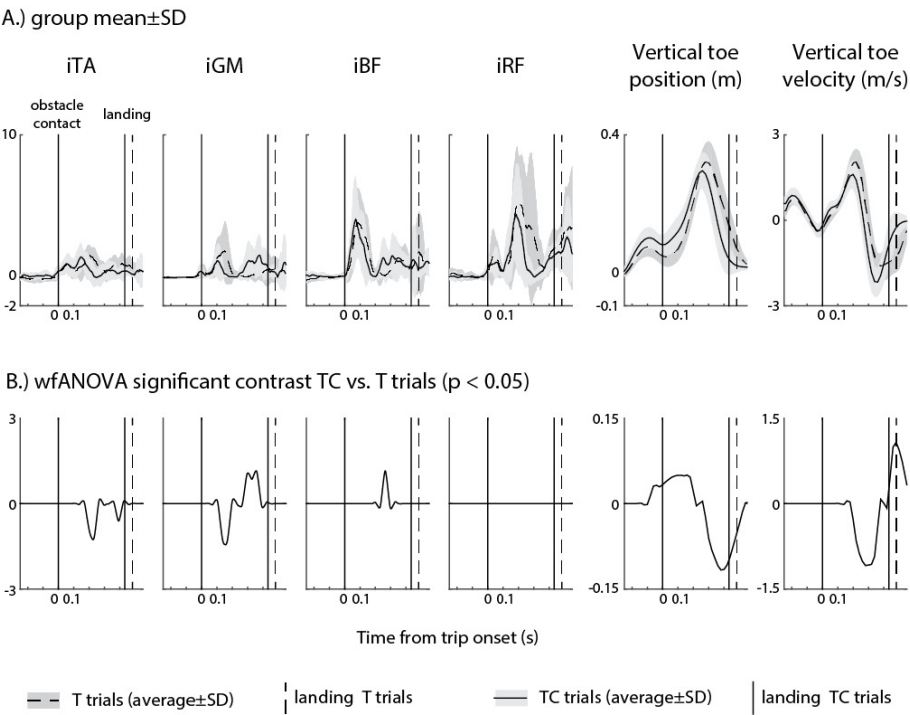 A.) group mean±SD
iTA
iGM
iBF
iRF
Vertical toe
position (m)
Vertical toe
velocity (m/s)
obstacle
contact
landing
10
0
-2
0.4
0
-0.1
3
0
-3
0 0.1
0 0.1
0 0.1
0 0.1
0 0.1
0 0.1
B.) wfANOVA significant contrast TC vs. T trials (p < 0.05)
3
0
-3
0.15
0
-0.15
1.5
0
-1.5
0 0.1
0 0.1
0 0.1
0 0.1
0 0.1
0 0.1
Time from trip onset (s)
T trials (average±SD)
landing T trials
TC trials (average±SD)
landing TC trials